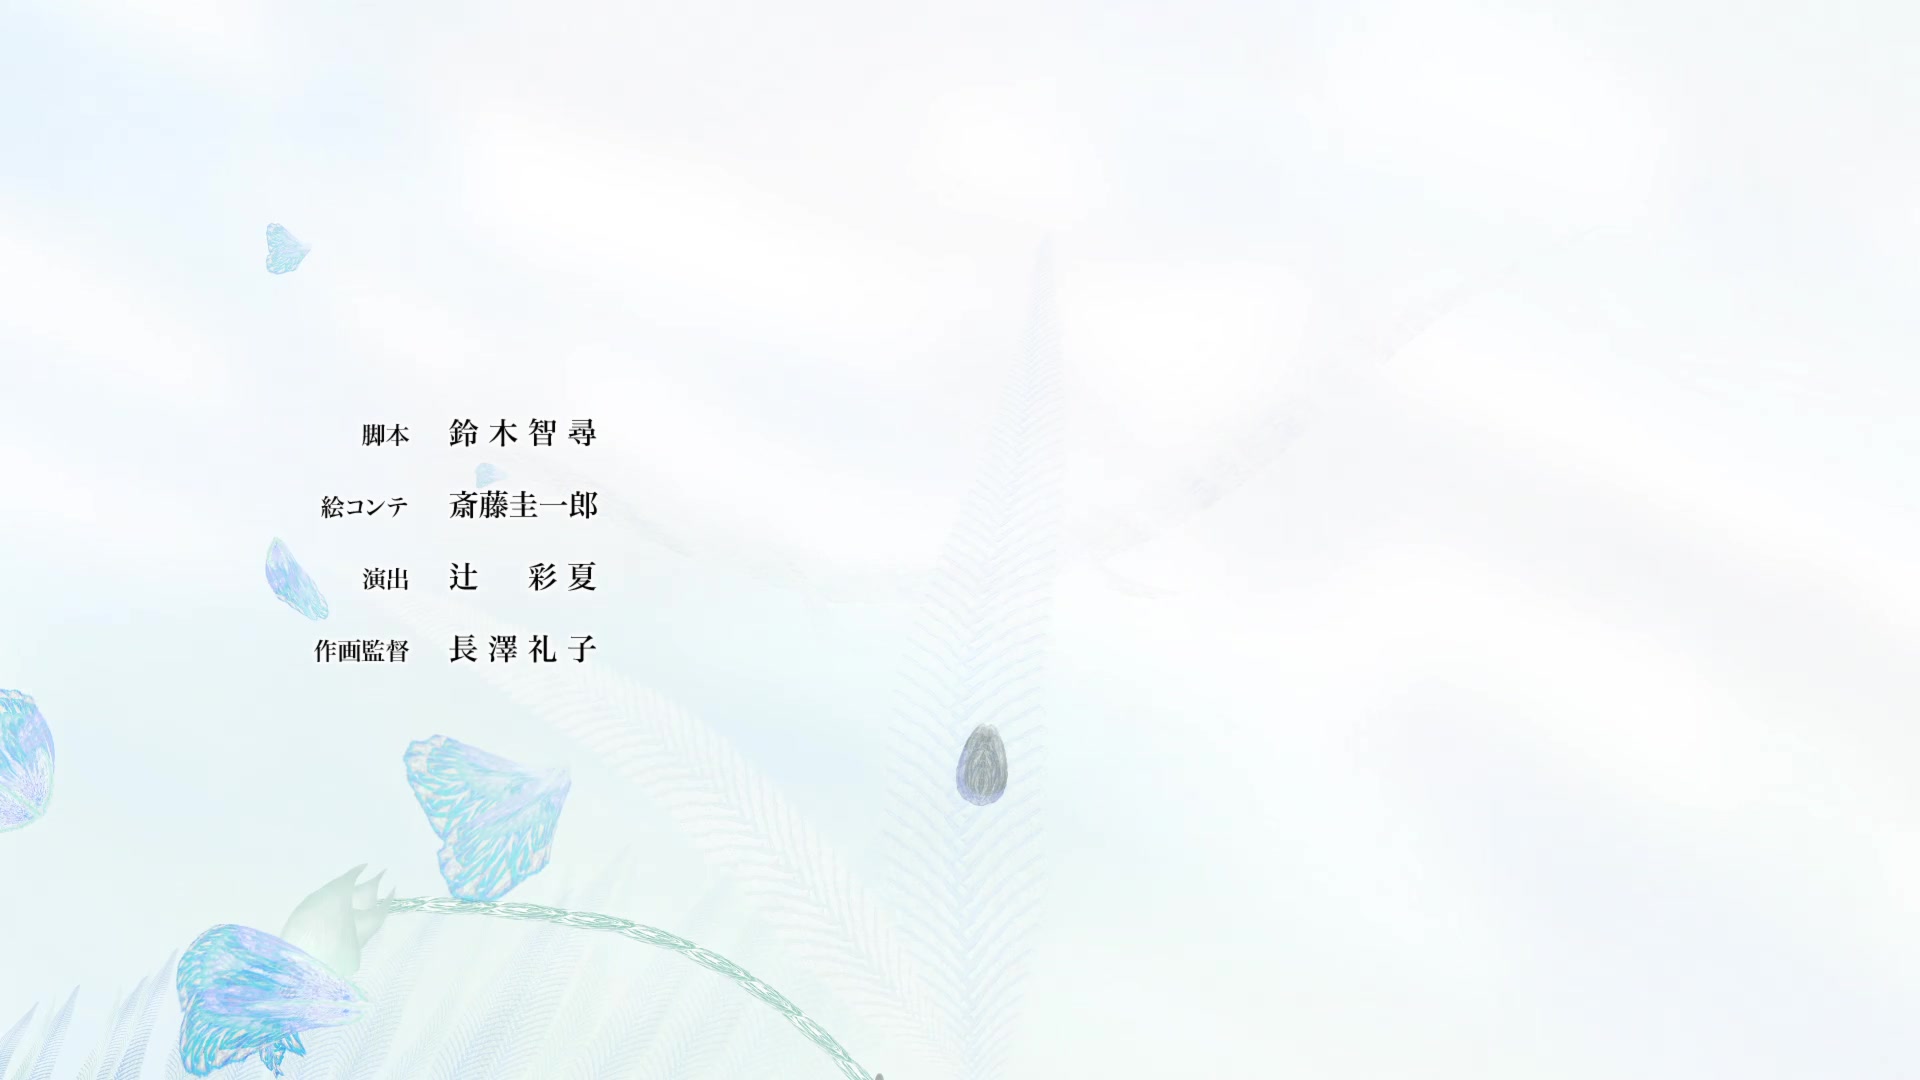 脚本 鈴木智尋
絵コンテ 斎藤圭一郎
演出 辻 彩夏
作画監督 長澤礼子